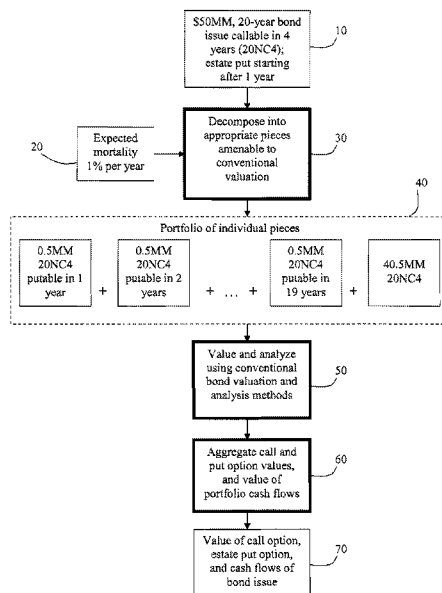 $50MM, 20-year bond
issue callable in 4
years (20NC4);
estate put starting
after 1 year
10
Expected
mortality
1% per year
20
Decompose into
appropriate pieces
amenable to
conventional
valuation
30
40
Portfolio of individual pieces
0.5MM
20NC4
putable in 1
year
+
0.5MM
20NC4
putable in 2
years
+ ... +
0.5MM
20NC4
putable in
19 years
+
40.5MM
20NC4
Value and analyze
using conventional
bond valuation and
analysis methods
50
Aggregate call and
put option values,
and value of
portfolio cash flows
60
Value of call option,
estate put option,
and cash flows of
bond issue
70